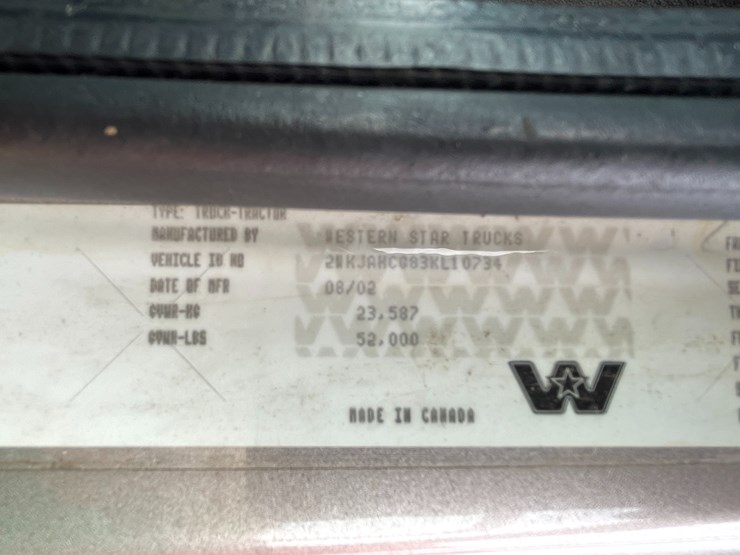 TYPE: TRUCK-TRACTOR
MANUFACTURED BY WESTERN STAR TRUCKS
VEHICLE ID NO 2WKJAHCG83KL10734
DATE OF MFR 08/02
GVWR-KG 23,587
GVWR-LBS 52,000
MADE IN CANADA